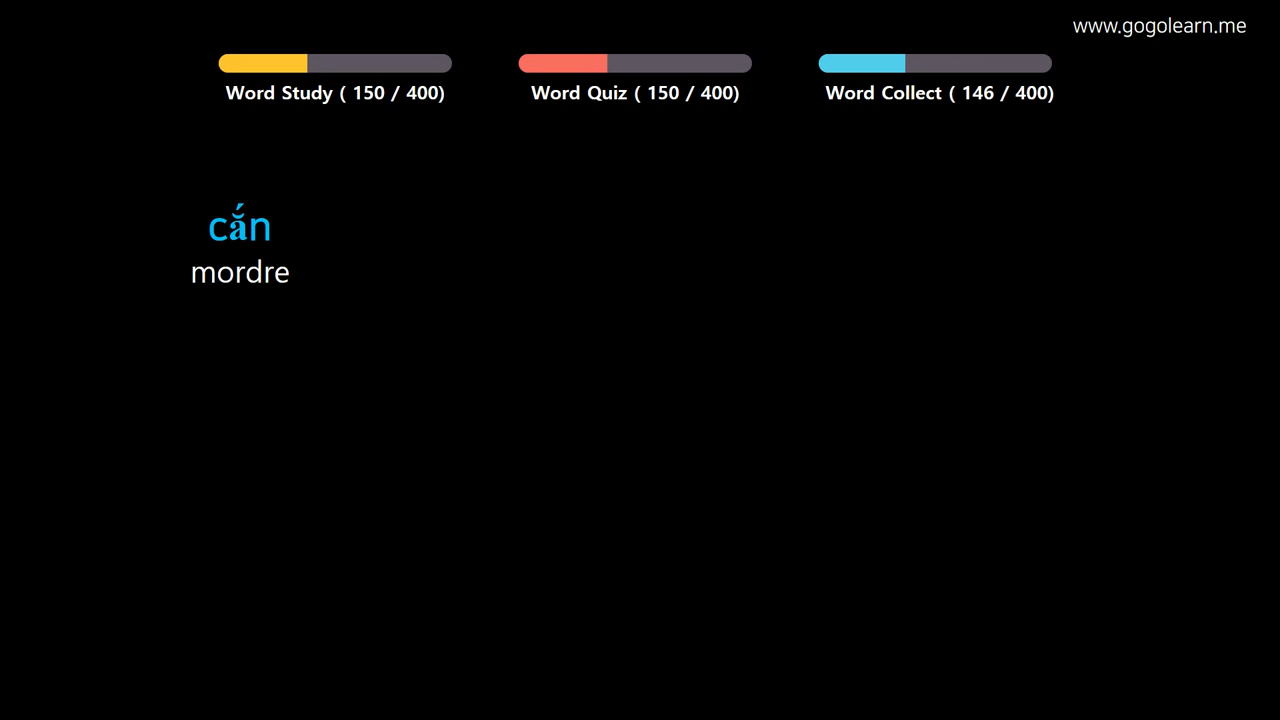 www.gogolearn.me
Word Study ( 150 / 400)
Word Quiz ( 150 / 400)
Word Collect ( 146 / 400)
cắn
mordre